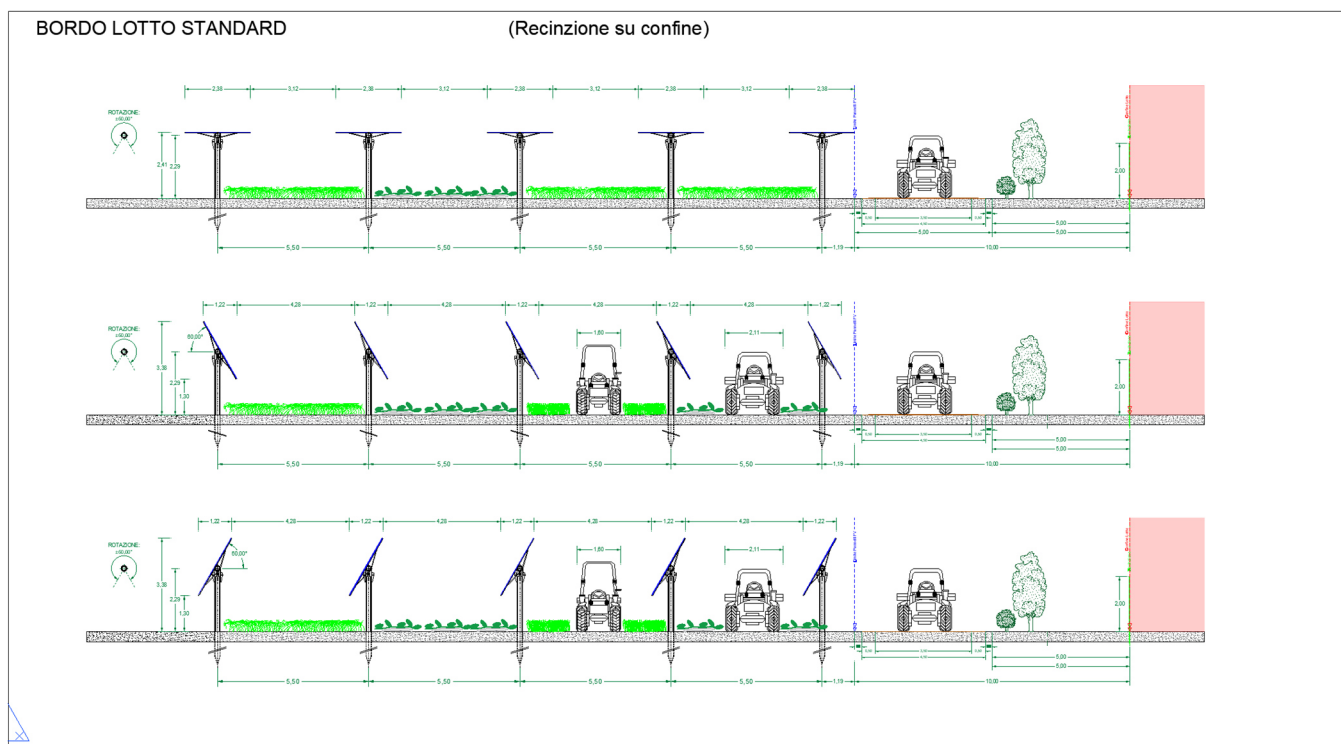 BORDO LOTTO STANDARD (Recinzione su confine)
2,38 3,12 2,38 3,12 2,38 3,12 2,38 3,12 2,38
ROTAZIONE:
±60,00°
2,41 2,29
2,00
5,00 5,00
5,50 5,50 5,50 5,50 1,19 10,00
1,22 4,28 1,22 4,28 1,22 4,28 1,22 4,28 1,22
ROTAZIONE:
±60,00°
60,00°
1,60 2,11
3,38
2,29
1,30
2,00
5,00
5,00
5,50 5,50 5,50 5,50 1,19 10,00
1,22 4,28 1,22 4,28 1,22 4,28 1,22 4,28 1,22
ROTAZIONE:
±60,00°
60,00°
1,60 2,11
3,38
2,29
1,30
2,00
5,00
5,00
5,50 5,50 5,50 5,50 1,19 10,00
X